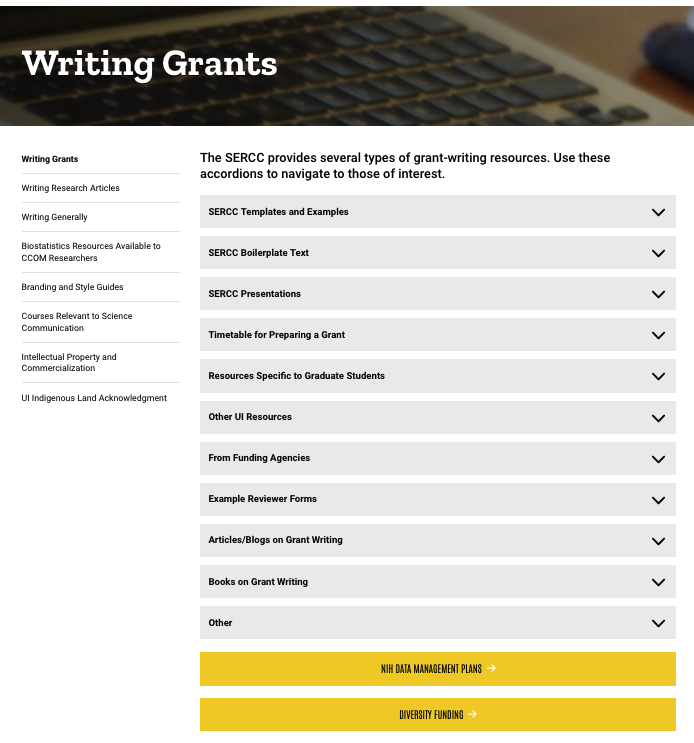 Writing Grants
Writing Grants
Writing Research Articles
Writing Generally
Biostatistics Resources Available to
CCOM Researchers
Branding and Style Guides
Courses Relevant to Science
Communication
Intellectual Property and
Commercialization
UI Indigenous Land Acknowledgment
The SERCC provides several types of grant-writing resources. Use these
accordions to navigate to those of interest.
SERCC Templates and Examples
SERCC Boilerplate Text
SERCC Presentations
Timetable for Preparing a Grant
Resources Specific to Graduate Students
Other UI Resources
From Funding Agencies
Example Reviewer Forms
Articles/Blogs on Grant Writing
Books on Grant Writing
Other
NIH DATA MANAGEMENT PLANS →
DIVERSITY FUNDING →